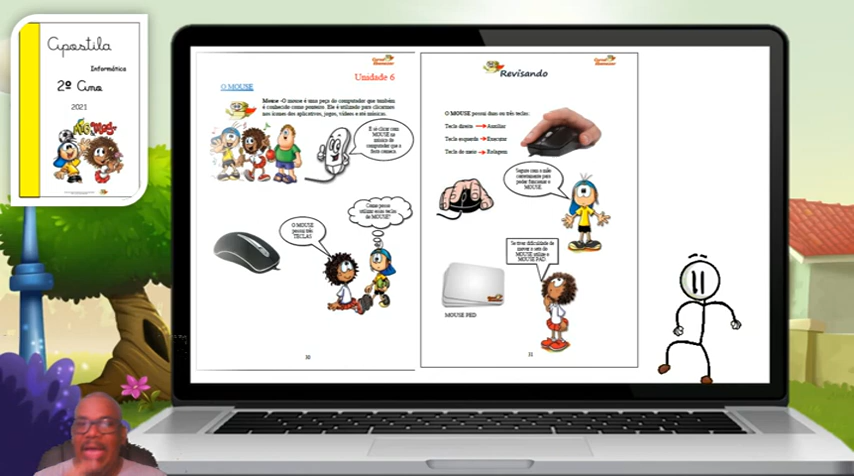 Apostila
Informática
2º Ano
2021
Unidade 6
O MOUSE
Mouse -O mouse é uma peça do computador que também
é conhecido como ponteiro. Ele é utilizado para clicarmos
nos ícones dos aplicativos, jogos, vídeos e até músicas.
E só clicar com
MOUSE na
música do
computador que a
festa começa.
Como posso
utilizar essas teclas
do MOUSE?
O MOUSE
possui três
TECLAS
30
Revisando
O MOUSE possui duas ou três teclas:
Tecla direita Auxiliar
Tecla esquerda Executar
Tecla do meio Rolagem
Segure com a mão
corretamente para
poder funcionar o
MOUSE.
Se tiver dificuldade de
mover a seta do
MOUSE utilize o
MOUSE PAD.
MOUSE PED
31